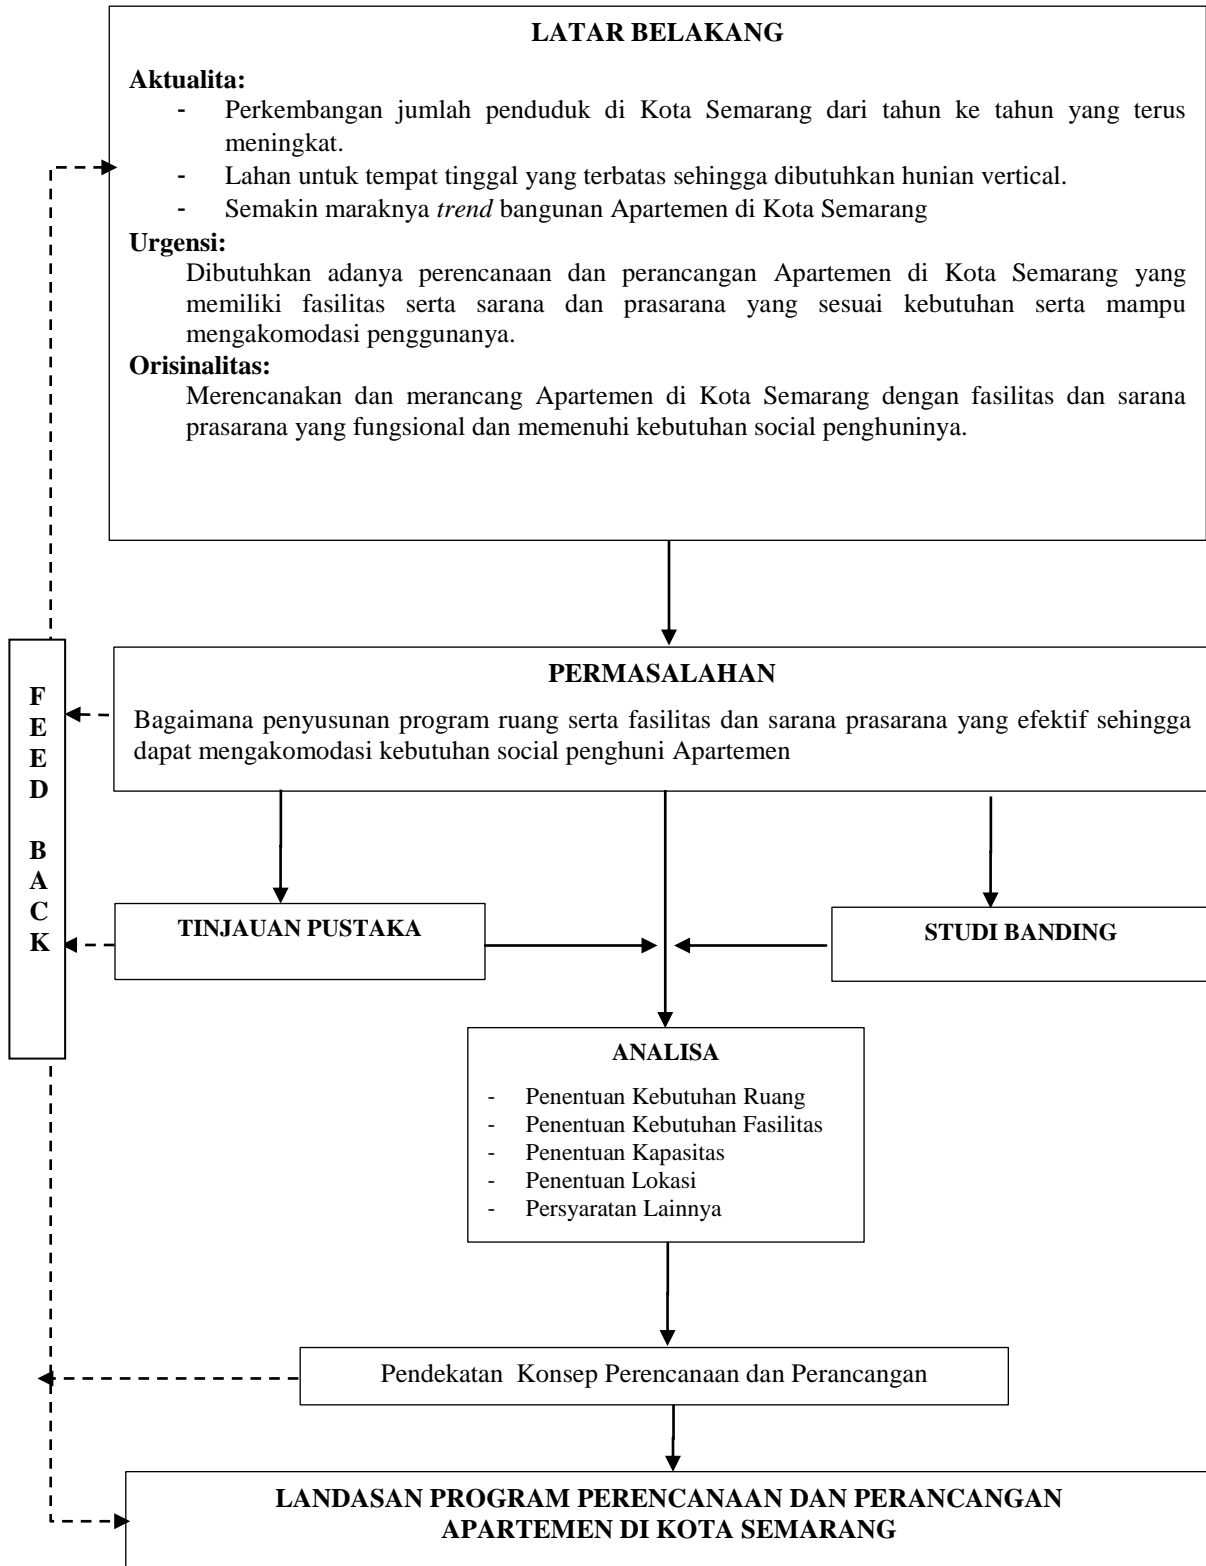 LATAR BELAKANG
Aktualita:
- Perkembangan jumlah penduduk di Kota Semarang dari tahun ke tahun yang terus
meningkat.
- Lahan untuk tempat tinggal yang terbatas sehingga dibutuhkan hunian vertical.
- Semakin maraknya trend bangunan Apartemen di Kota Semarang
Urgensi:
Dibutuhkan adanya perencanaan dan perancangan Apartemen di Kota Semarang yang
memiliki fasilitas serta sarana dan prasarana yang sesuai kebutuhan serta mampu
mengakomodasi penggunanya.
Orisinalitas:
Merencanakan dan merancang Apartemen di Kota Semarang dengan fasilitas dan sarana
prasarana yang fungsional dan memenuhi kebutuhan social penghuninya.
F
E
E
D
B
A
C
K
PERMASALAHAN
Bagaimana penyusunan program ruang serta fasilitas dan sarana prasarana yang efektif sehingga
dapat mengakomodasi kebutuhan social penghuni Apartemen
TINJAUAN PUSTAKA
STUDI BANDING
ANALISA
- Penentuan Kebutuhan Ruang
- Penentuan Kebutuhan Fasilitas
- Penentuan Kapasitas
- Penentuan Lokasi
- Persyaratan Lainnya
Pendekatan Konsep Perencanaan dan Perancangan
LANDASAN PROGRAM PERENCANAAN DAN PERANCANGAN
APARTEMEN DI KOTA SEMARANG